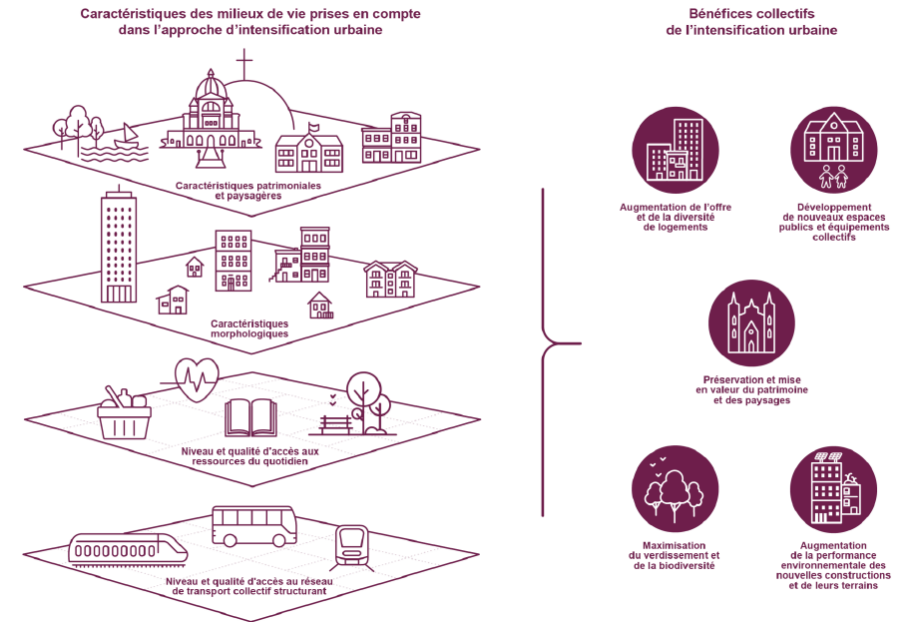 Caractéristiques des milieux de vie prises en compte
dans l'approche d'intensification urbaine
Caractéristiques patrimoniales
et paysagères
Caractéristiques
morphologiques
Niveau et qualité d'accès aux
ressources du quotidien
Niveau et qualité d'accès au réseau
de transport collectif structurant
Bénéfices collectifs
de l'intensification urbaine
Augmentation de l'offre
et de la diversité
de logements
Développement
de nouveaux espaces
publics et équipements
collectifs
Préservation et mise
en valeur du patrimoine
et des paysages
Maximisation
du verdissement et
de la biodiversité
Augmentation
de la performance
environnementale des
nouvelles constructions
et de leurs terrains